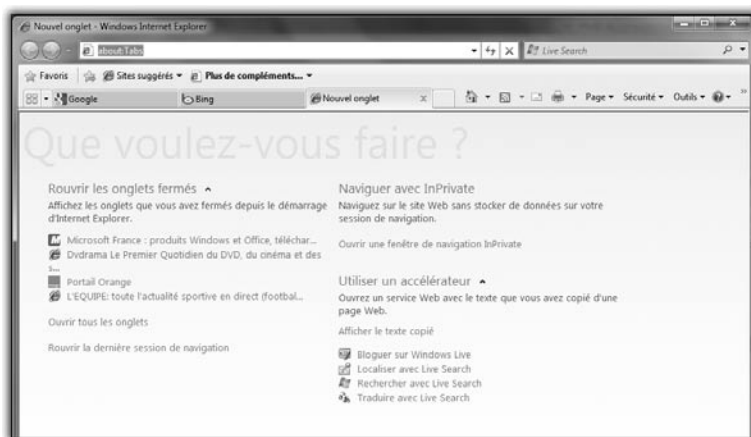 Nouvel onglet - Windows Internet Explorer
about:Tabs
Live Search
Favoris
Sites suggérés
Plus de compléments...
Google
Bing
Nouvel onglet
Page
Sécurité
Outils
Que voulez-vous faire ?
Rouvrir les onglets fermés
Affichez les onglets que vous avez fermés depuis le démarrage
d'Internet Explorer.
Microsoft France : produits Windows et Office, téléchar...
Dvdrama Le Premier Quotidien du DVD, du cinéma et des
s...
Portail Orange
L'EQUIPE: toute l'actualité sportive en direct (footbal...
Ouvrir tous les onglets
Rouvrir la dernière session de navigation
Naviguer avec InPrivate
Naviguez sur le site Web sans stocker de données sur votre
session de navigation.
Ouvrir une fenêtre de navigation InPrivate
Utiliser un accélérateur
Ouvrez un service Web avec le texte que vous avez copié d'une
page Web.
Afficher le texte copié
Bloguer sur Windows Live
Localiser avec Live Search
Rechercher avec Live Search
Traduire avec Live Search